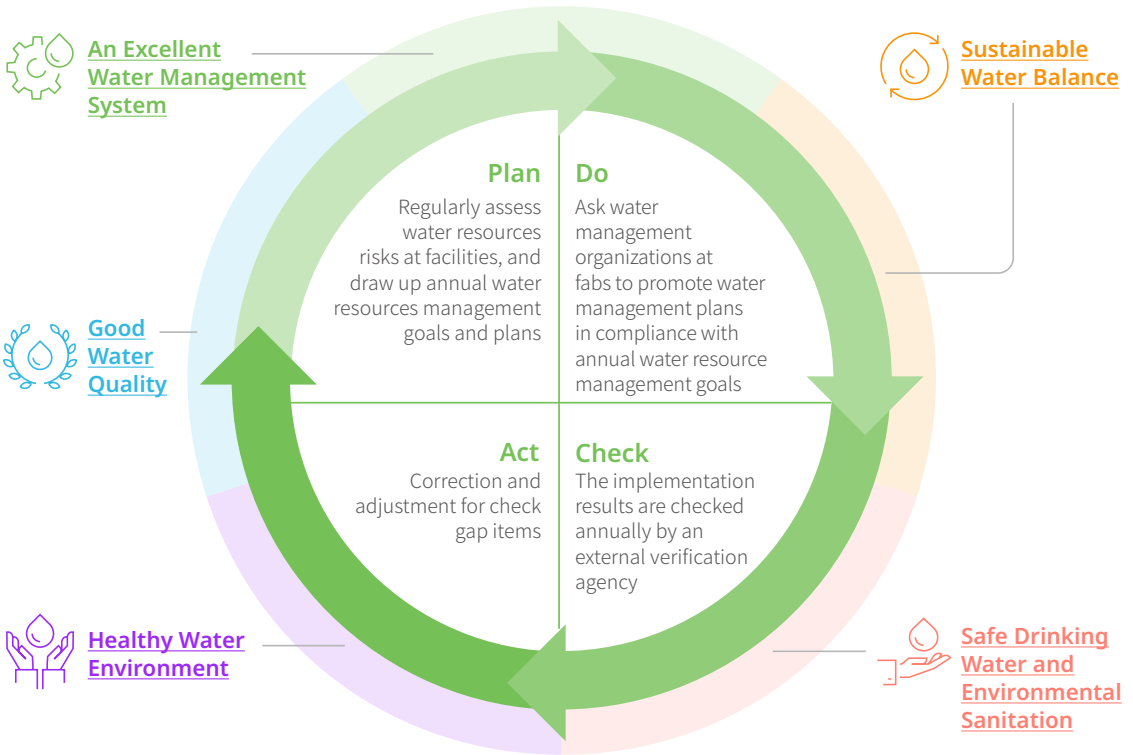 An Excellent
Water Management
System
Sustainable
Water Balance
Plan
Regularly assess
water resources
risks at facilities, and
draw up annual water
resources management
goals and plans
Do
Ask water
management
organizations at
fabs to promote water
management plans
in compliance with
annual water resource
management goals
Good
Water
Quality
Act
Correction and
adjustment for check
gap items
Check
The implementation
results are checked
annually by an
external verification
agency
Healthy Water
Environment
Safe Drinking
Water and
Environmental
Sanitation